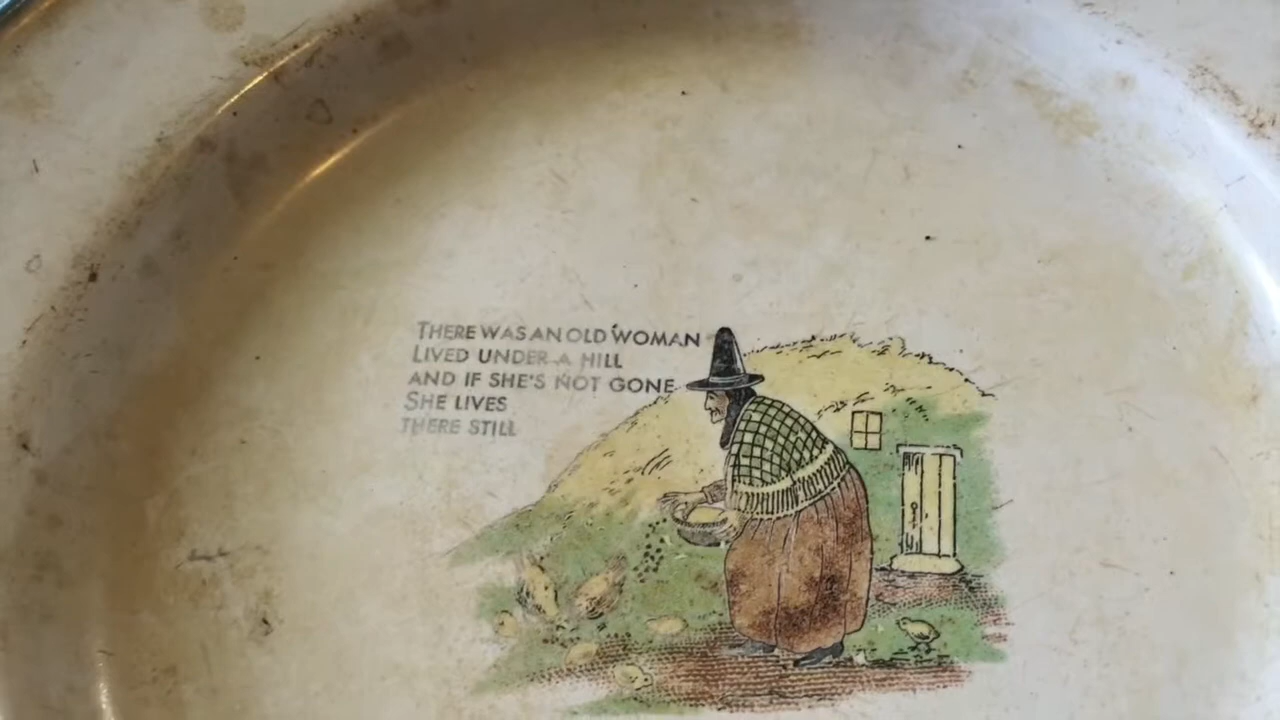 THERE WAS AN OLD WOMAN
LIVED UNDER A HILL
AND IF SHE'S NOT GONE
SHE LIVES
THERE STILL